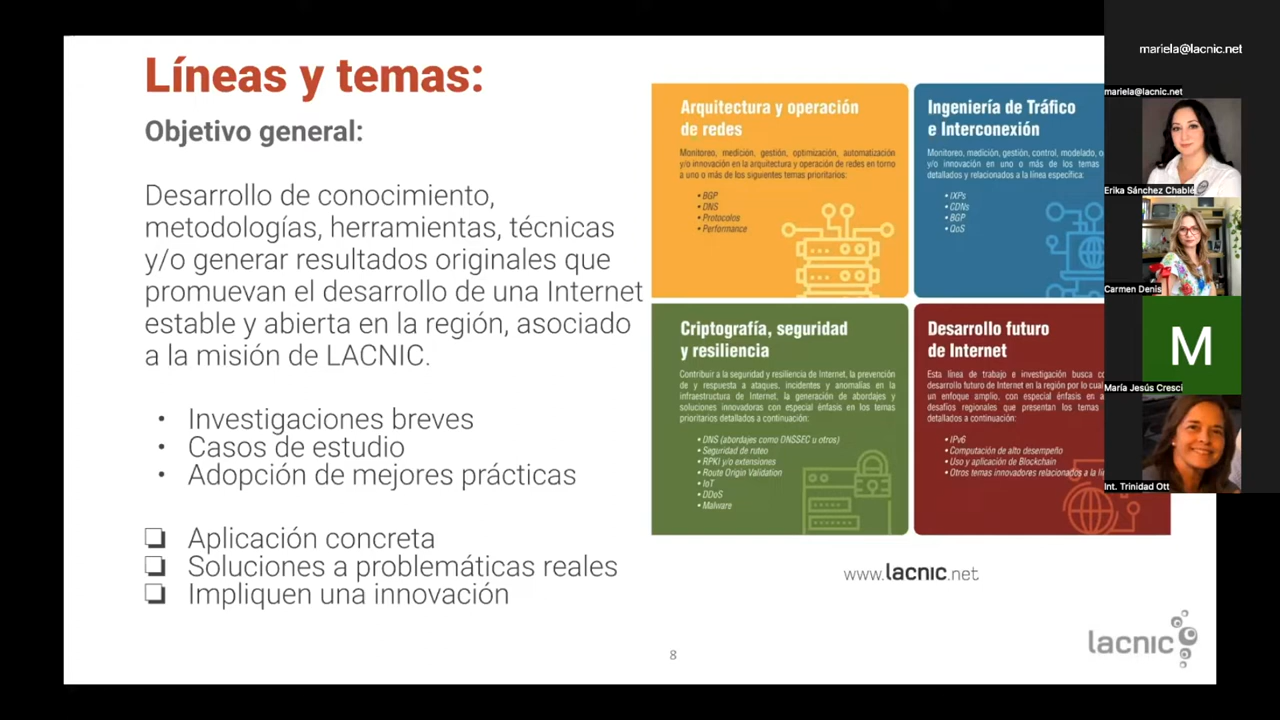 Líneas y temas:
Objetivo general:
Desarrollo de conocimiento,
metodologías, herramientas, técnicas
y/o generar resultados originales que
promuevan el desarrollo de una Internet
estable y abierta en la región, asociado
a la misión de LACNIC.
• Investigaciones breves
• Casos de estudio
• Adopción de mejores prácticas
❏ Aplicación concreta
❏ Soluciones a problemáticas reales
❏ Impliquen una innovación
Arquitectura y operación
de redes
Monitoreo, medición, gestión, optimización, automatización
y/o innovación en la arquitectura y operación de redes en torno
a uno o más de los siguientes temas prioritarios:
• BGP
• DNS
• Protocolos
• Performance
Ingeniería de Tráfico
e Interconexión
Monitoreo, medición, gestión, control, modelado, o
y/o innovación en uno o más de los temas
detallados y relacionados a la línea específica:
• IXPs
• CDNs
• BGP
• QoS
Criptografía, seguridad
y resiliencia
Contribuir a la seguridad y resiliencia de Internet, la prevención
de y respuesta a ataques, incidentes y anomalías en la
infraestructura de Internet, la generación de abordajes y
soluciones innovadoras con especial énfasis en los temas
prioritarios detallados a continuación:
• DNS (abordajes como DNSSEC u otros)
• Seguridad de ruteo
• RPKI y/o extensiones
• Route Origin Validation
• IoT
• DDoS
• Malware
Desarrollo futuro
de Internet
Esta línea de trabajo e investigación busca co
desarrollo futuro de Internet en la región por lo cual
un enfoque amplio, con especial énfasis en
desafíos regionales que presentan los temas
detallados a continuación:
• IPv6
• Computación de alto desempeño
• Uso y aplicación de Blockchain
• Otros temas innovadores relacionados a la
www.lacnic.net
8
lacnic
mariela@lacnic.net
mariela@lacnic.net
Erika Sánchez Chablé
Carmen Denis
M
María Jesús Cresci
Int. Trinidad Ott